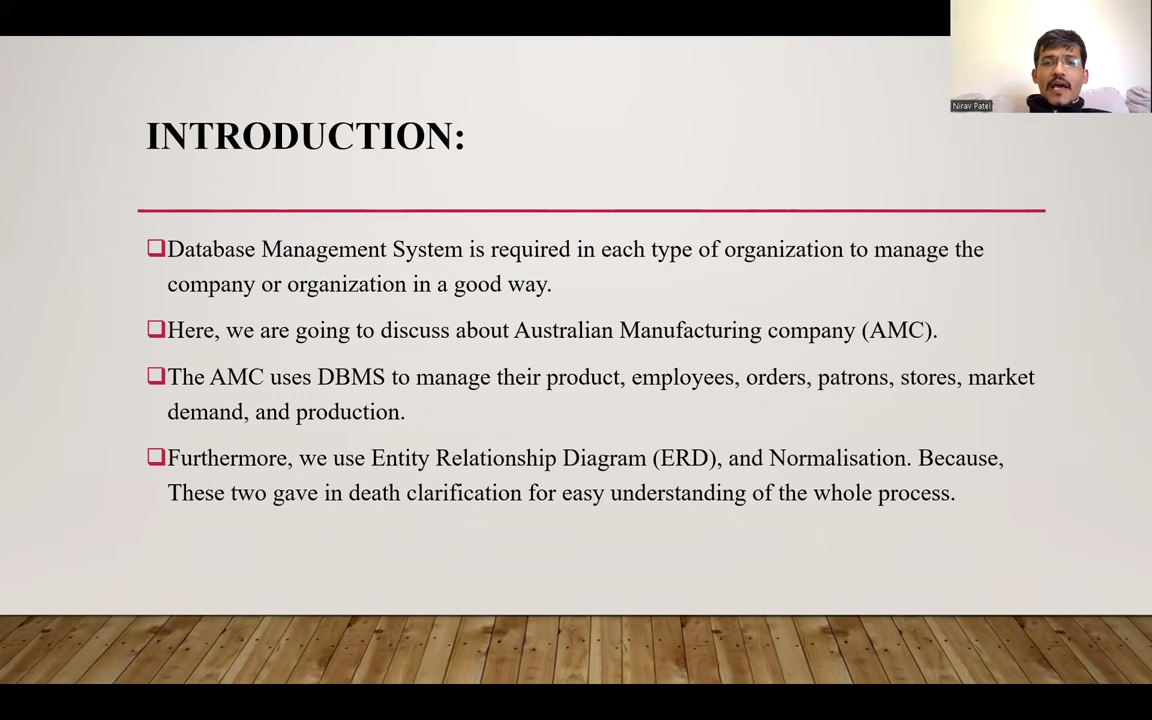 Nirav Patel
INTRODUCTION:
Database Management System is required in each type of organization to manage the
company or organization in a good way.
Here, we are going to discuss about Australian Manufacturing company (AMC).
The AMC uses DBMS to manage their product, employees, orders, patrons, stores, market
demand, and production.
Furthermore, we use Entity Relationship Diagram (ERD), and Normalisation. Because,
These two gave in death clarification for easy understanding of the whole process.